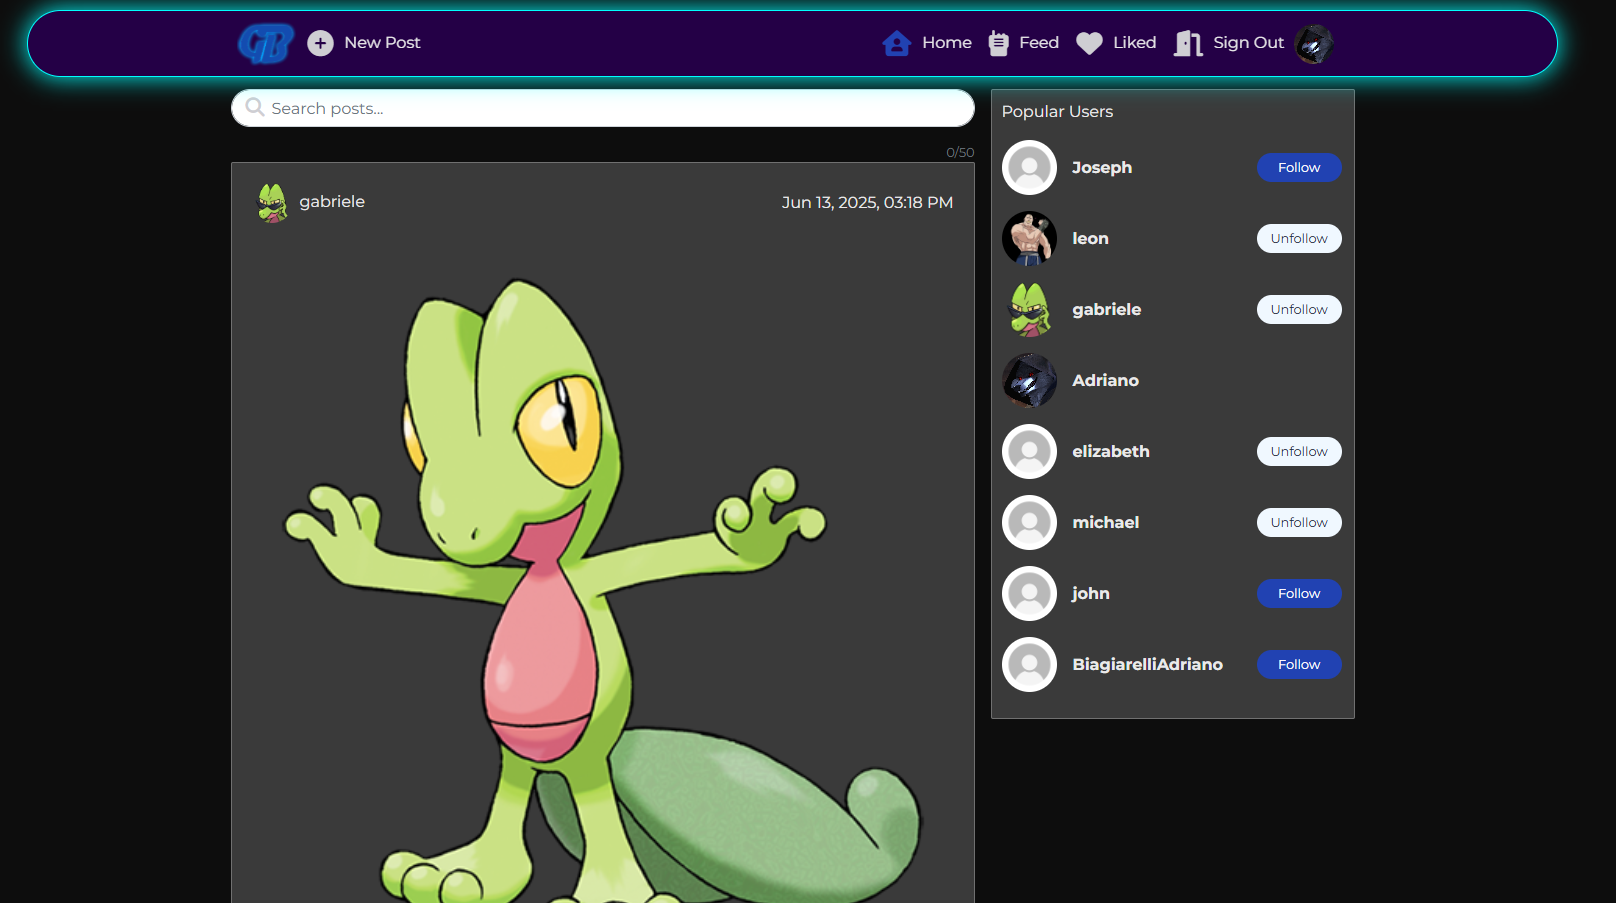 GB
New Post
Home
Feed
Liked
Sign Out
Search posts...
0/50
gabriele
Jun 13, 2025, 03:18 PM
Popular Users
Joseph
Follow
leon
Unfollow
gabriele
Unfollow
Adriano
elizabeth
Unfollow
michael
Unfollow
john
Follow
BiagiarelliAdriano
Follow